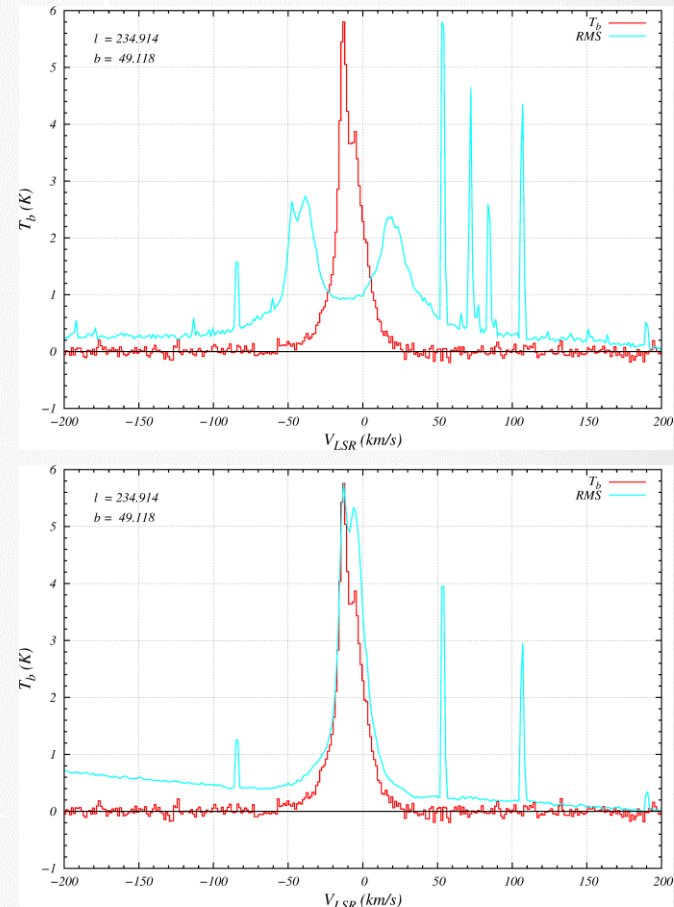 6
5
4
3
2
1
0
−1
T_b (K)
l = 234.914
b = 49.118
T_b
RMS
−200 −150 −100 −50 0 50 100 150 200
V_LSR (km/s)
6
5
4
3
2
1
0
−1
T_b (K)
l = 234.914
b = 49.118
T_b
RMS
−200 −150 −100 −50 0 50 100 150 200
V_LSR (km/s)